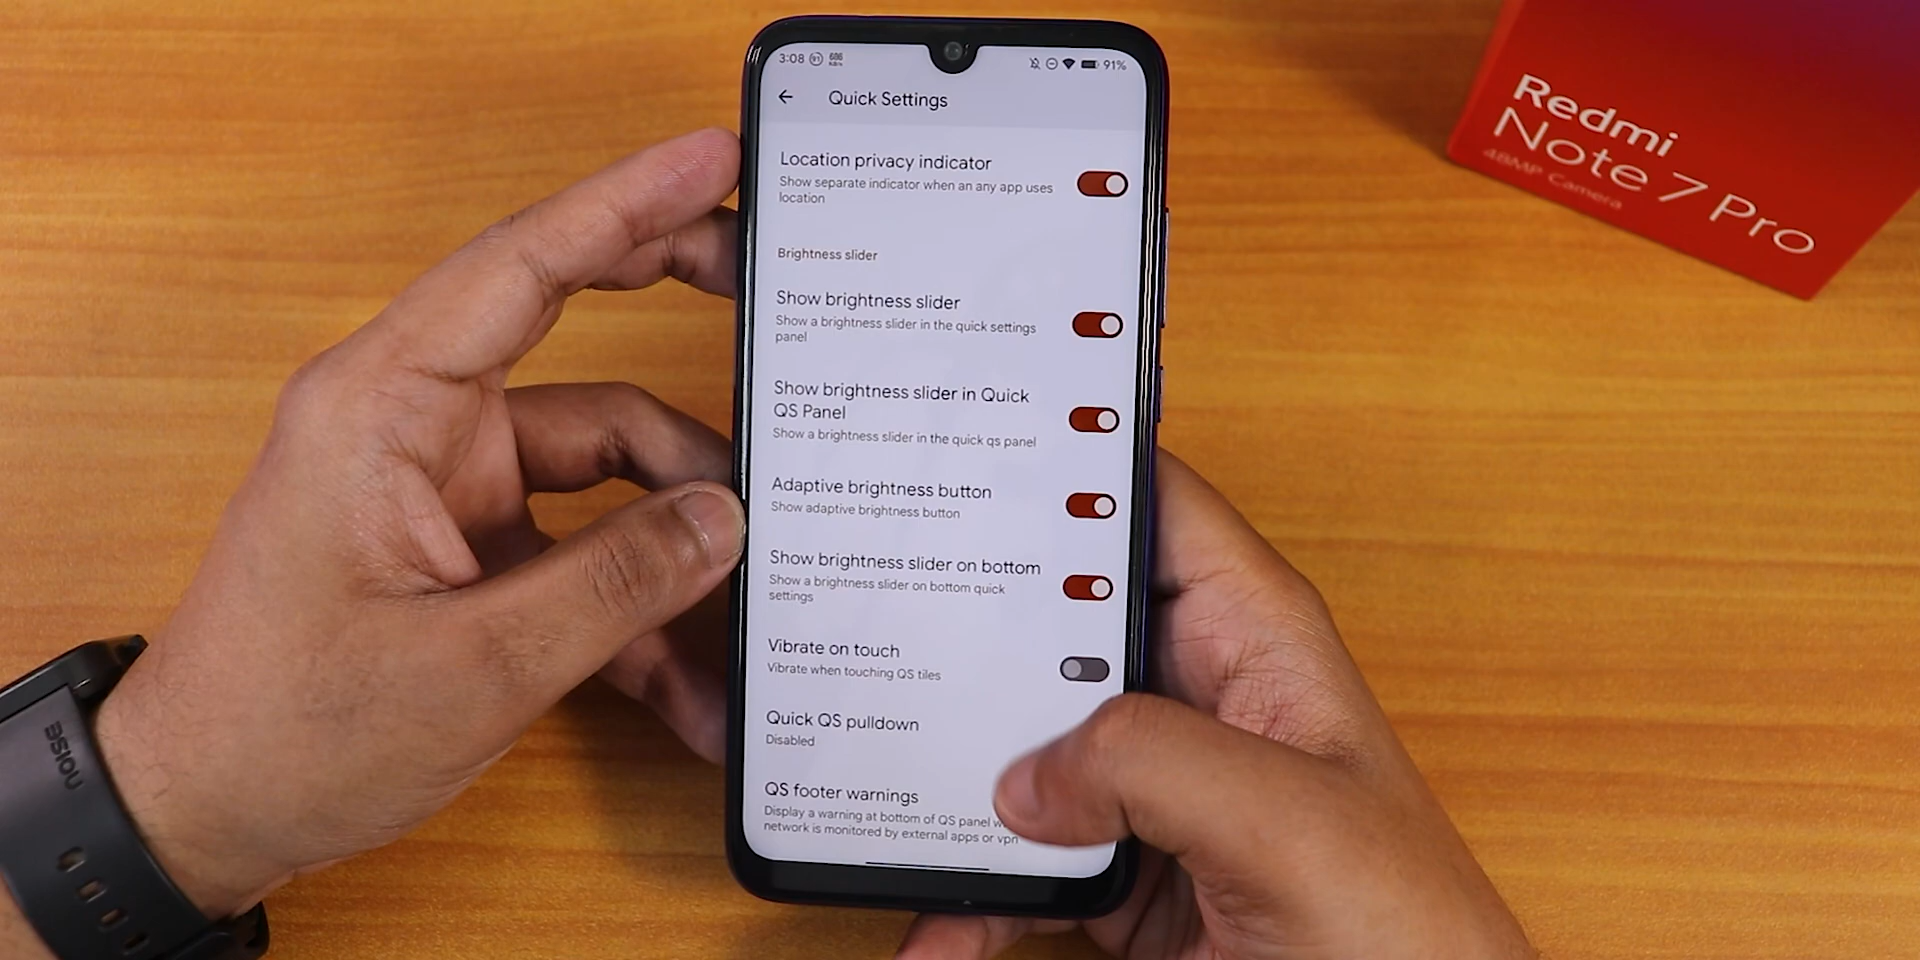 3:08 91 686 KB/s 91%
Quick Settings
Location privacy indicator
Show separate indicator when an any app uses
location
Brightness slider
Show brightness slider
Show a brightness slider in the quick settings
panel
Show brightness slider in Quick
QS Panel
Show a brightness slider in the quick qs panel
Adaptive brightness button
Show adaptive brightness button
Show brightness slider on bottom
Show a brightness slider on bottom quick
settings
Vibrate on touch
Vibrate when touching QS tiles
Quick QS pulldown
Disabled
QS footer warnings
Display a warning at bottom of QS panel
network is monitored by external apps or vpn
Redmi
Note 7 Pro
48MP Camera
noise